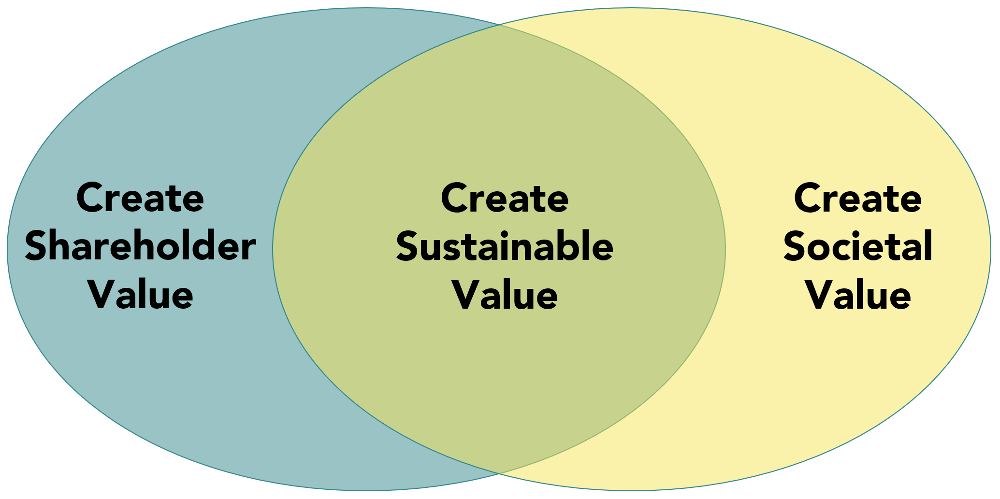 Create
Shareholder
Value
Create
Sustainable
Value
Create
Societal
Value